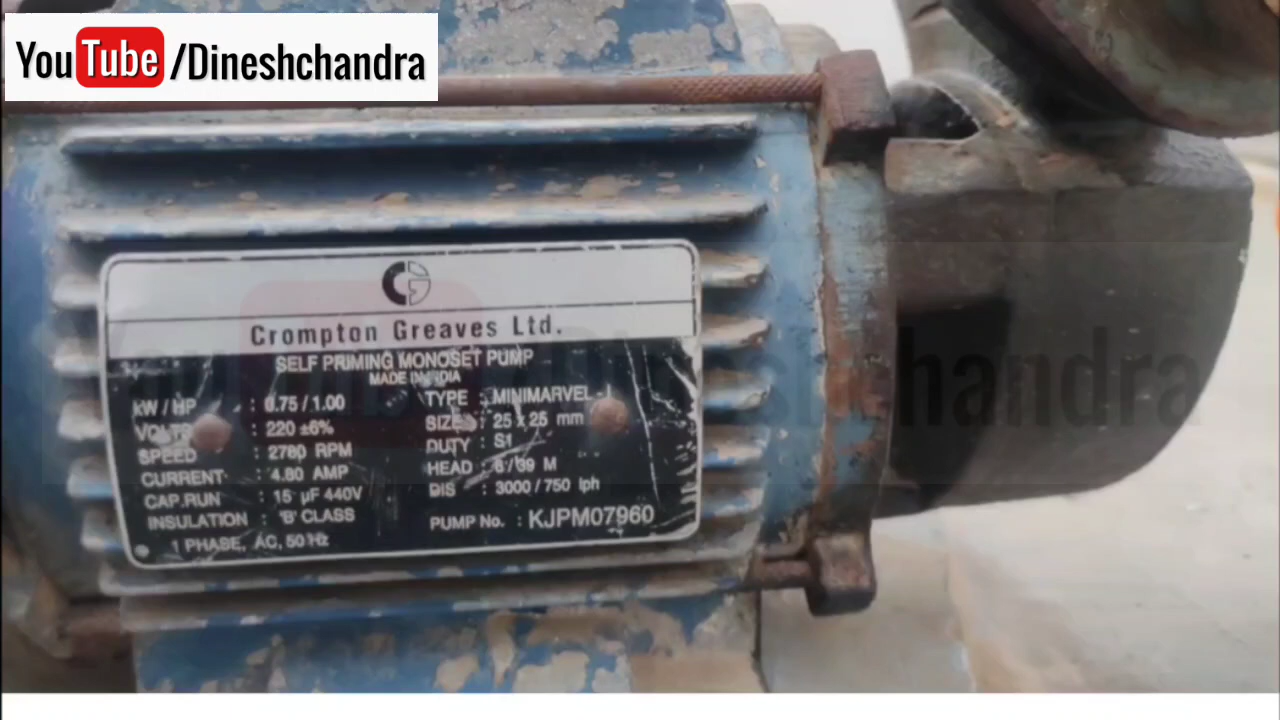 YouTube/Dineshchandra
CG
Crompton Greaves Ltd.
SELF PRIMING MONOSET PUMP
MADE IN INDIA
kW / HP : 0.75 / 1.00
VOLTS : 220 ±6%
SPEED : 2780 RPM
CURRENT : 4.80 AMP
CAP.RUN : 15 µF 440V
INSULATION : 'B' CLASS
1 PHASE, AC, 50 Hz
TYPE : MINIMARVEL - I
SIZE : 25 x 25 mm
DUTY : S1
HEAD : 6 / 39 M
DIS : 3000 / 750 lph
PUMP No. : KJPM07960
YouTube/Dineshchandra